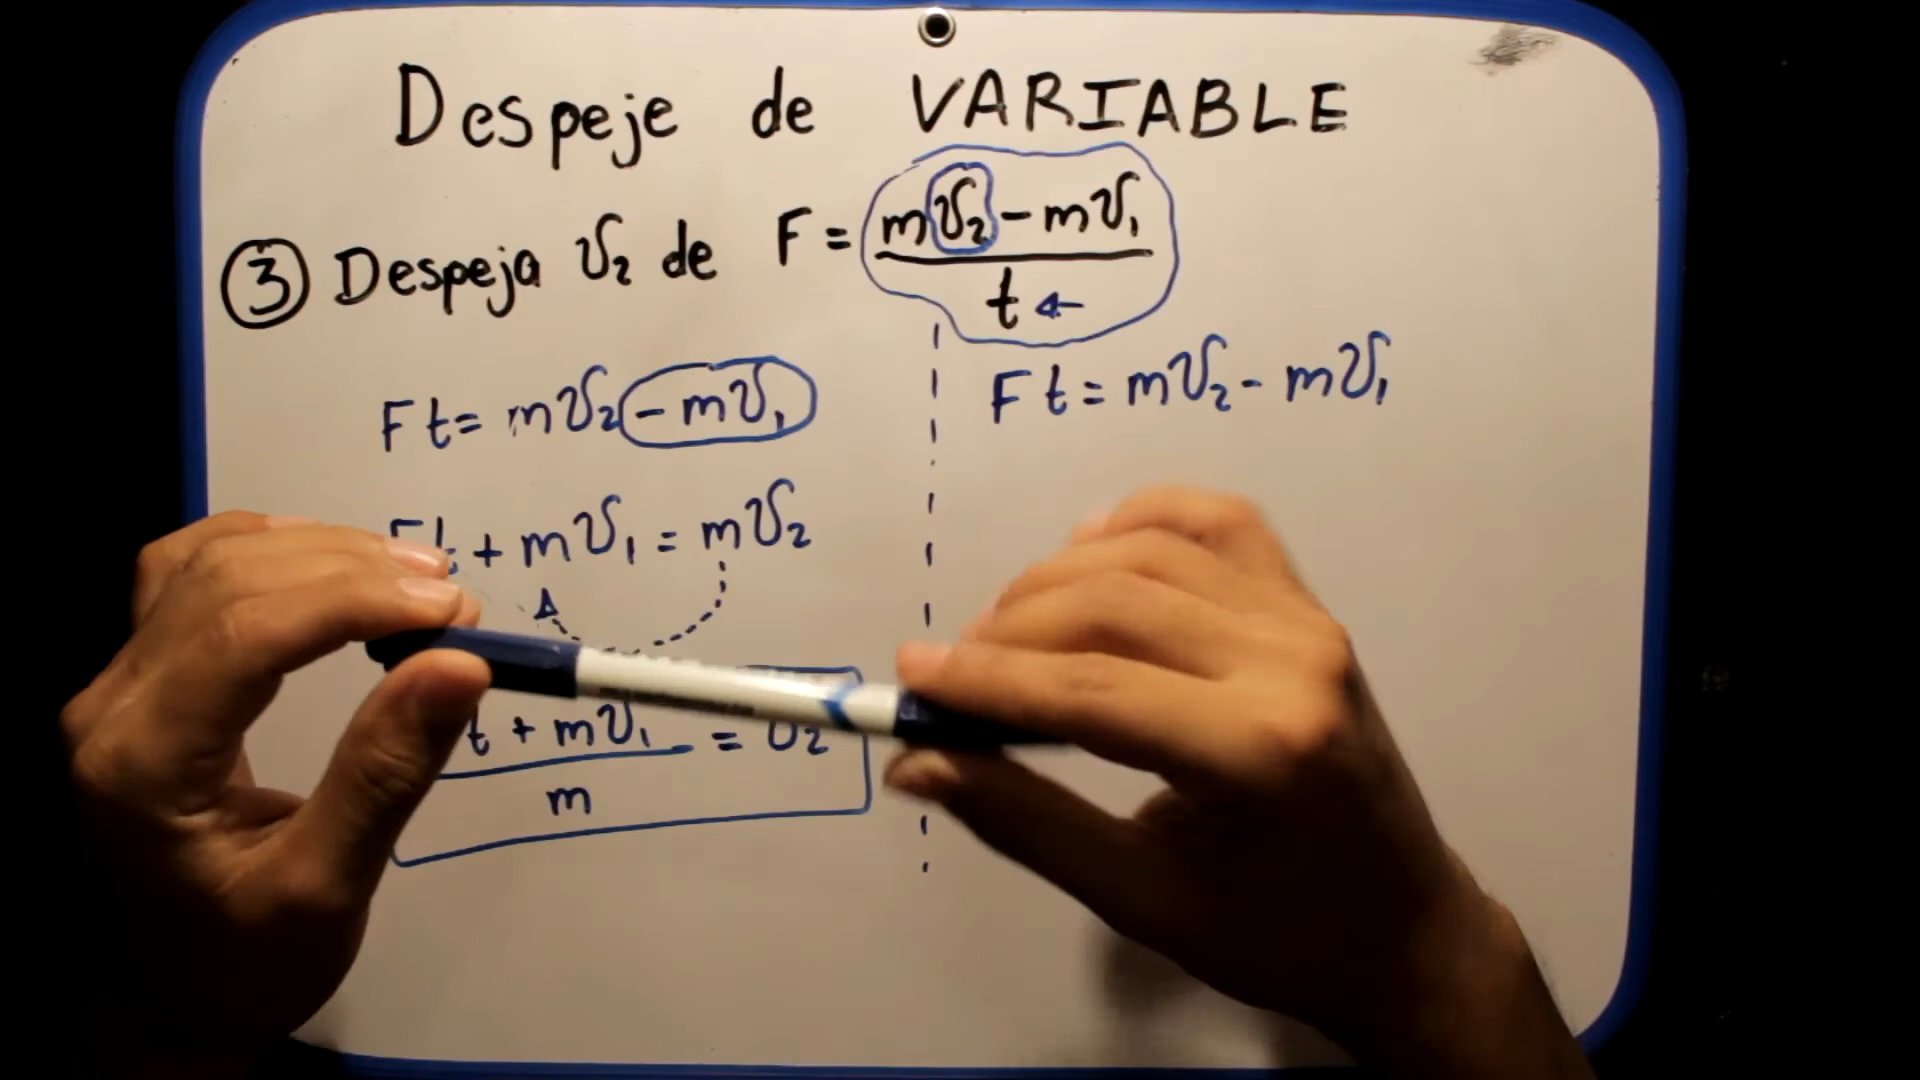 Despeje de VARIABLE
③ Despeja v₂ de F = (mv₂ - mv₁) / t
Ft = mv₂ - mv₁
Ft + mv₁ = mv₂
t + mv₁ / m = v₂
Ft = mv₂ - mv₁